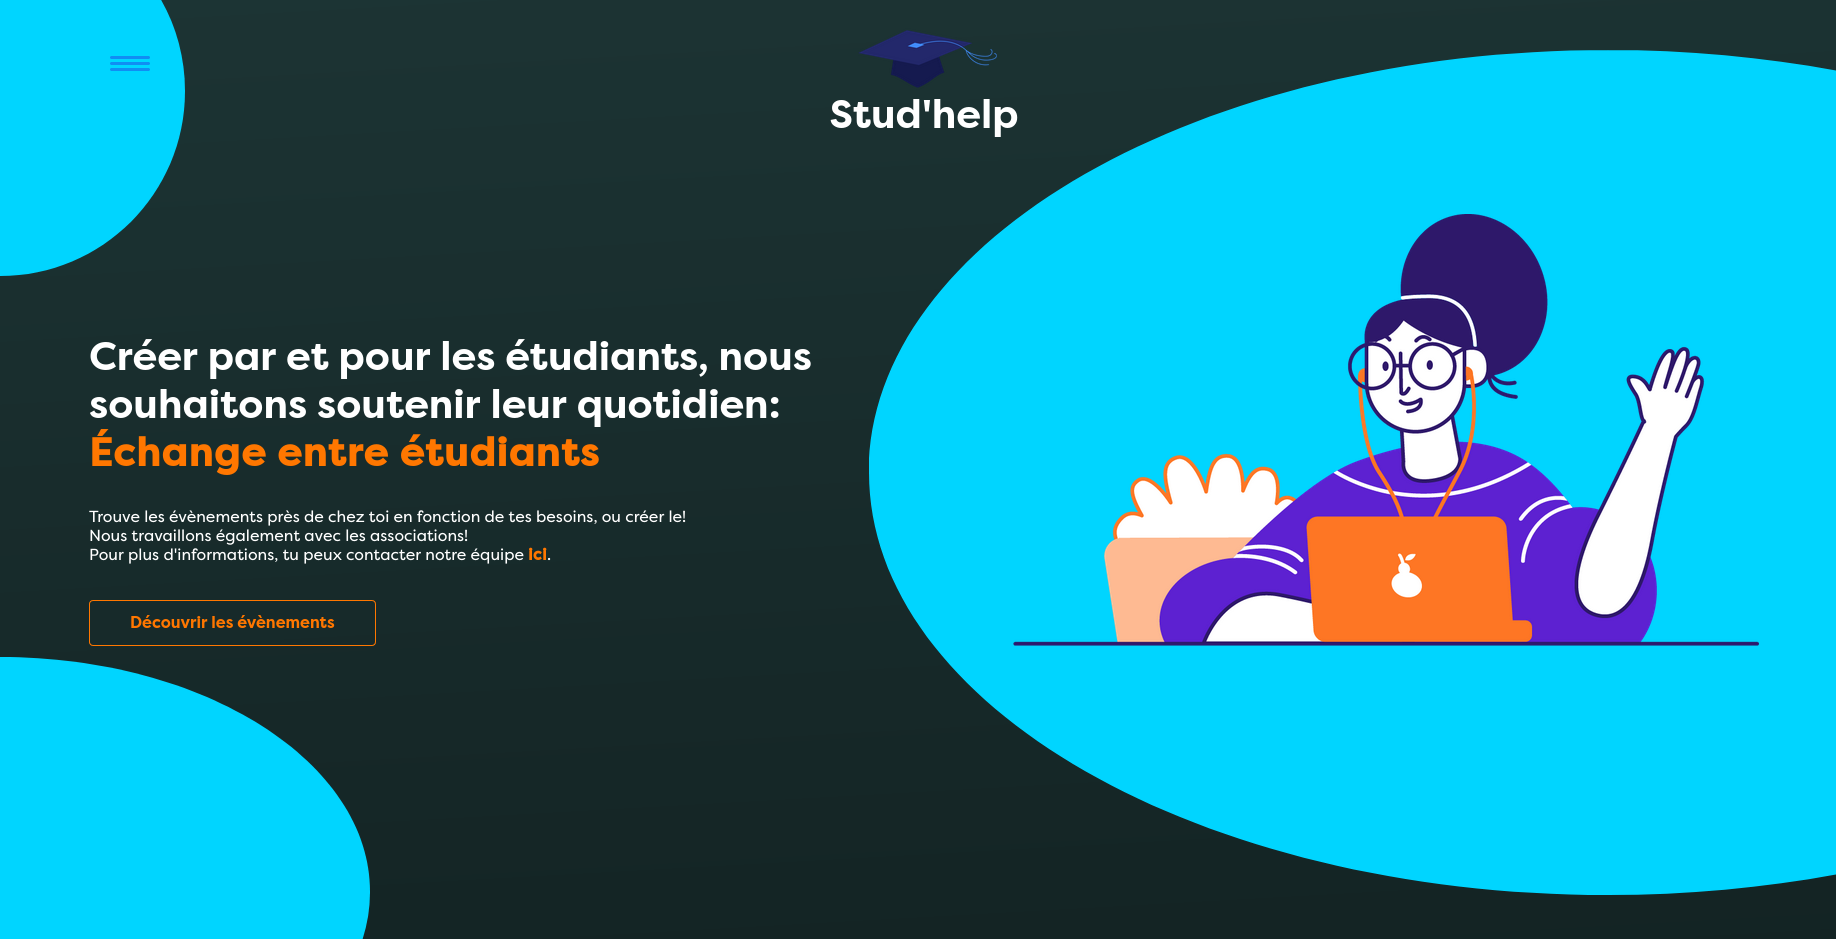 Stud'help
Créer par et pour les étudiants, nous
souhaitons soutenir leur quotidien:
Échange entre étudiants
Trouve les évènements près de chez toi en fonction de tes besoins, ou créer le!
Nous travaillons également avec les associations!
Pour plus d'informations, tu peux contacter notre équipe IcI.
Découvrir les évènements